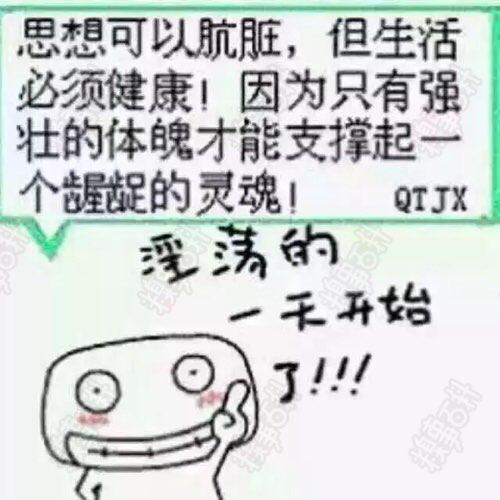 思想可以肮脏，但生活
必须健康！因为只有强
壮的体魄才能支撑起一
个龌龊的灵魂！ QTJX
淫荡的
一天开始
了!!!